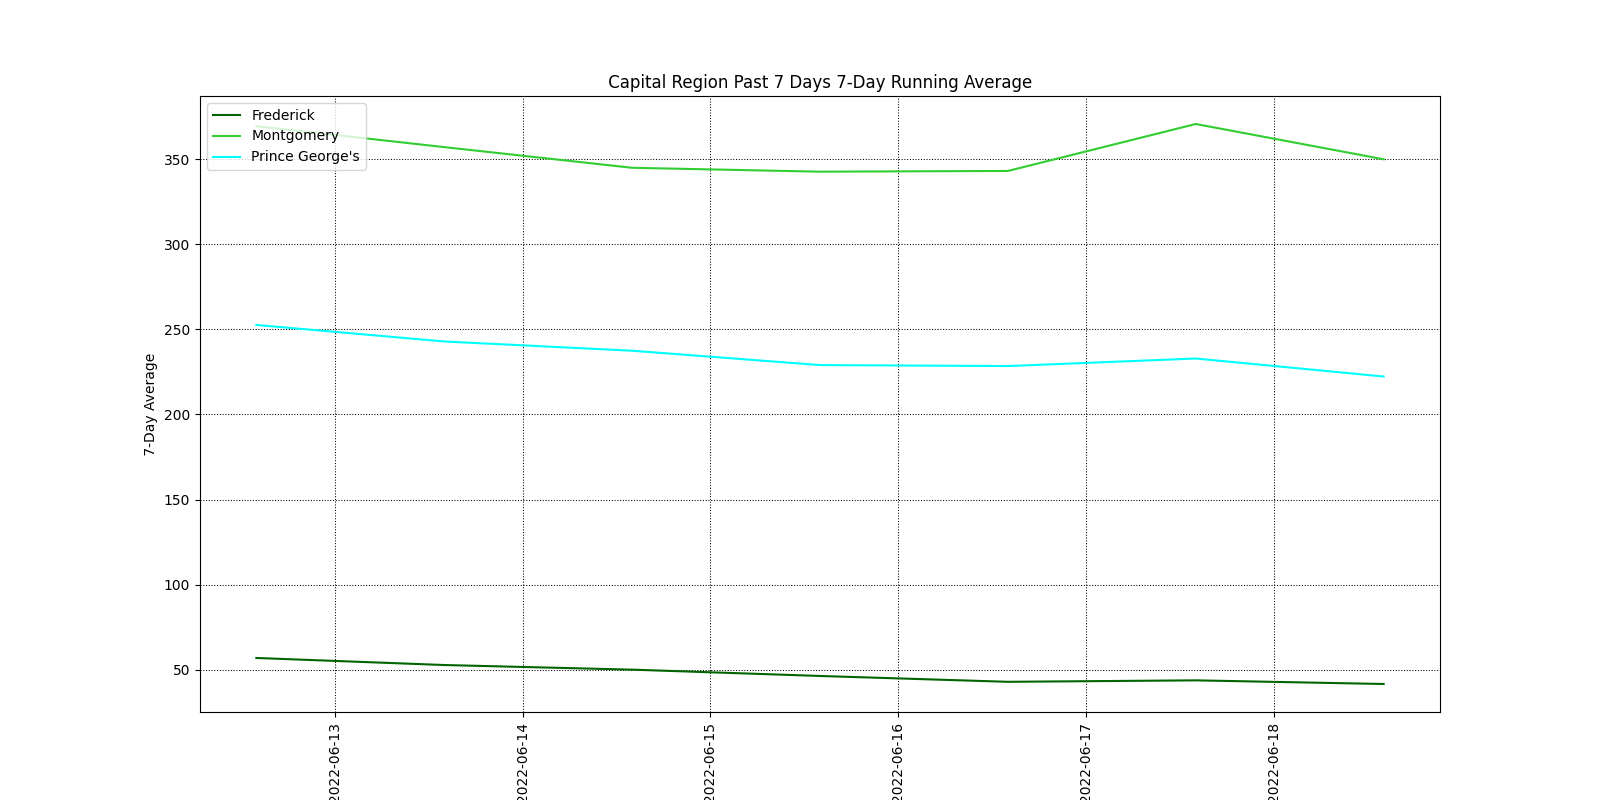 Capital Region Past 7 Days 7-Day Running Average
Frederick
Montgomery
Prince George's
350
300
250
200
150
100
50
7-Day Average
2022-06-13
2022-06-14
2022-06-15
2022-06-16
2022-06-17
2022-06-18